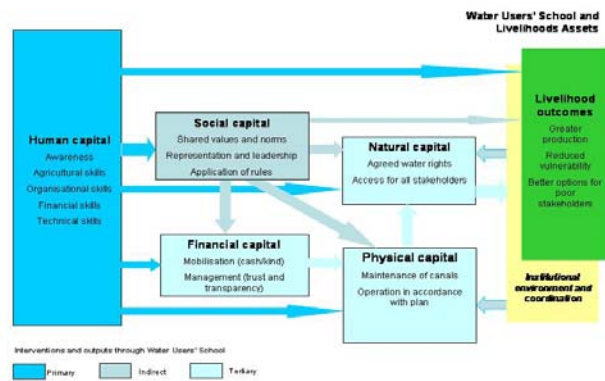 Water Users' School and
Livelihoods Assets
Human capital
Awareness
Agricultural skills
Organisational skills
Financial skills
Technical skills
Social capital
Shared values and norms
Representation and leadership
Application of rules
Natural capital
Agreed water rights
Access for all stakeholders
Livelihood
outcomes
Greater
production
Reduced
vulnerability
Better options for
poor
stakeholders
Financial capital
Mobilisation (cash/kind)
Management (trust and
transparency)
Physical capital
Maintenance of canals
Operation in accordance
with plan
Institutional
environment and
coordination
Interventions and outputs through Water Users' School
Primary
Indirect
Tertiary